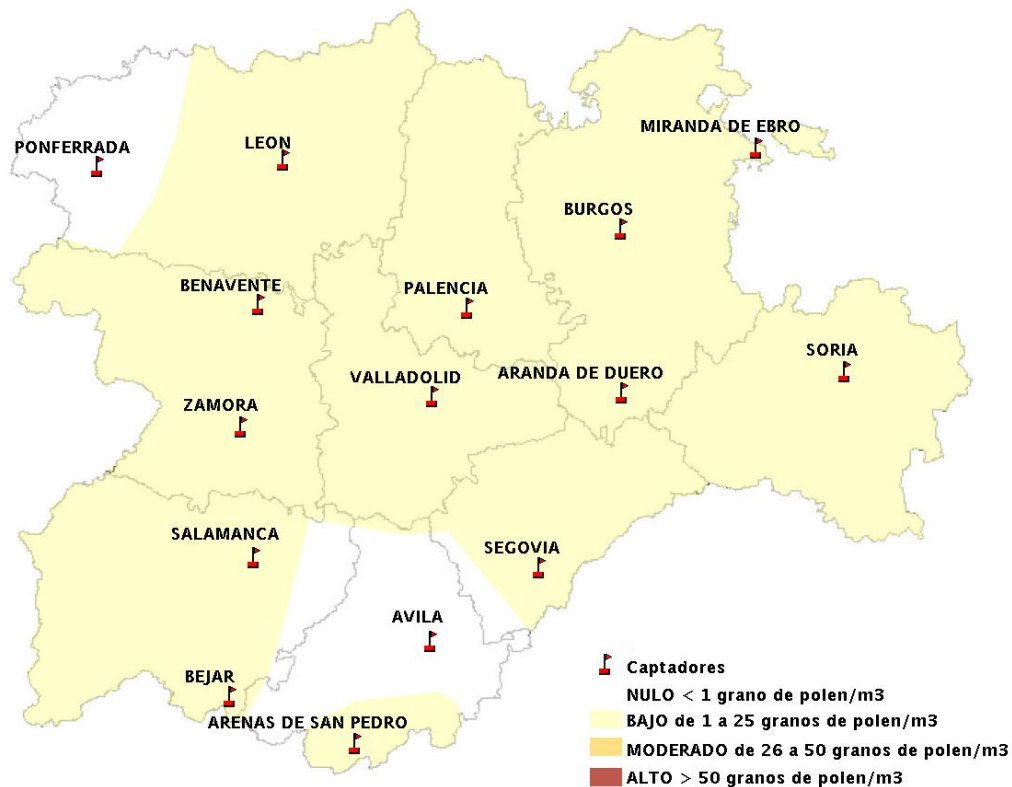 MIRANDA DE EBRO
PONFERRADA
LEON
BURGOS
BENAVENTE
PALENCIA
SORIA
VALLADOLID
ARANDA DE DUERO
ZAMORA
SALAMANCA
SEGOVIA
AVILA
BEJAR
ARENAS DE SAN PEDRO
Captadores
NULO < 1 grano de polen/m3
BAJO de 1 a 25 granos de polen/m3
MODERADO de 26 a 50 granos de polen/m3
ALTO > 50 granos de polen/m3